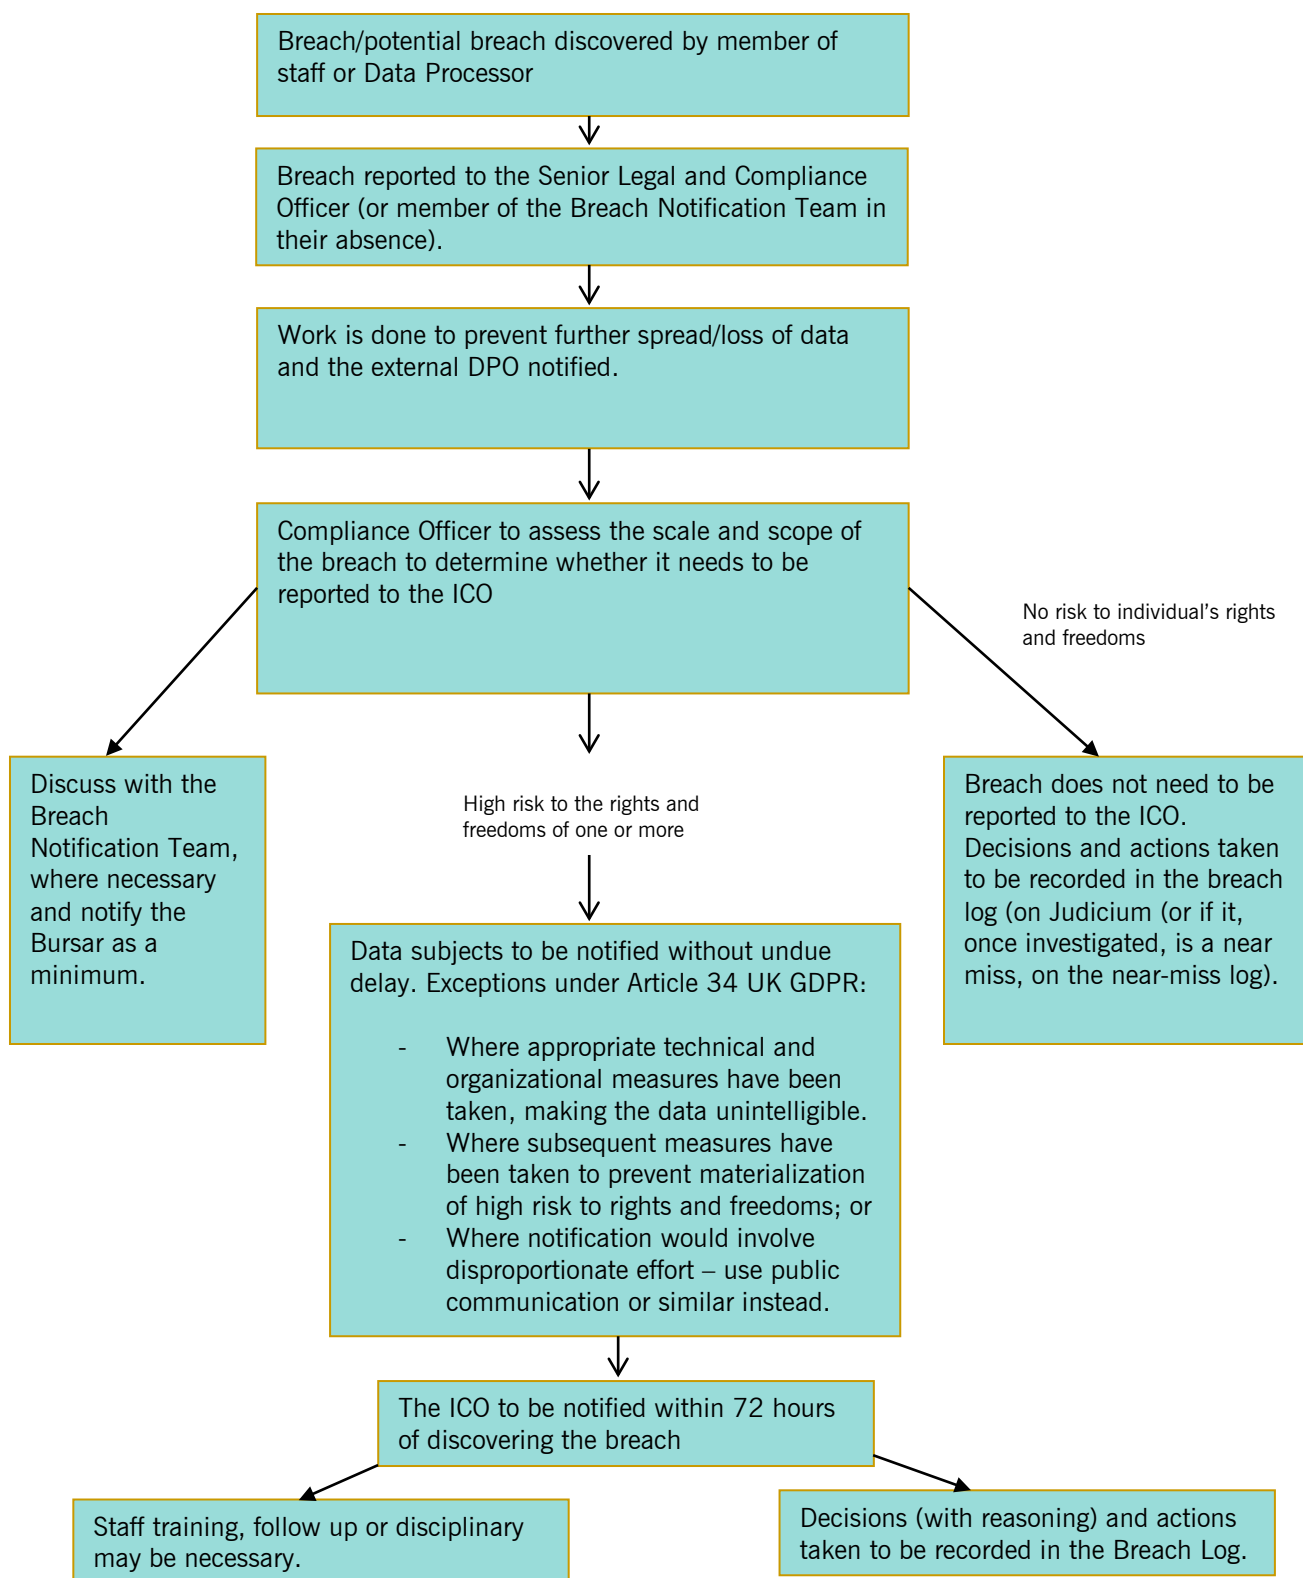 Breach/potential breach discovered by member of
staff or Data Processor
Breach reported to the Senior Legal and Compliance
Officer (or member of the Breach Notification Team in
their absence).
Work is done to prevent further spread/loss of data
and the external DPO notified.
Compliance Officer to assess the scale and scope of
the breach to determine whether it needs to be
reported to the ICO
No risk to individual's rights
and freedoms
Discuss with the
Breach
Notification Team,
where necessary
and notify the
Bursar as a
minimum.
High risk to the rights and
freedoms of one or more
Breach does not need to be
reported to the ICO.
Decisions and actions taken
to be recorded in the breach
log (on Judicium (or if it,
once investigated, is a near
miss, on the near-miss log).
Data subjects to be notified without undue
delay. Exceptions under Article 34 UK GDPR:
- Where appropriate technical and
organizational measures have been
taken, making the data unintelligible.
- Where subsequent measures have
been taken to prevent materialization
of high risk to rights and freedoms; or
- Where notification would involve
disproportionate effort – use public
communication or similar instead.
The ICO to be notified within 72 hours
of discovering the breach
Staff training, follow up or disciplinary
may be necessary.
Decisions (with reasoning) and actions
taken to be recorded in the Breach Log.